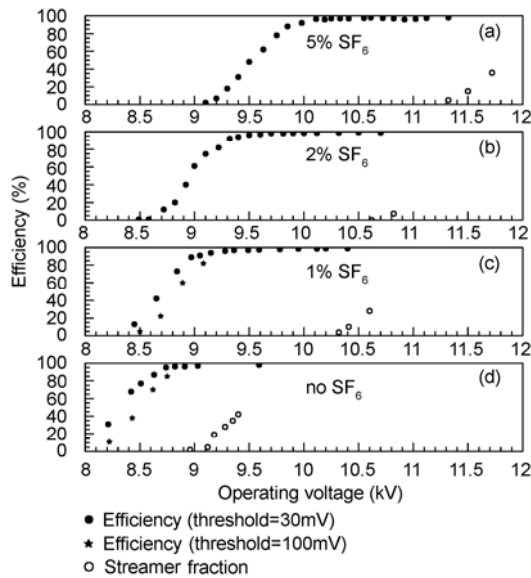 100
80
60
40
20
0
5% SF6
(a)
8 8.5 9 9.5 10 10.5 11 11.5 12
100
80
60
40
20
0
2% SF6
(b)
8 8.5 9 9.5 10 10.5 11 11.5 12
Efficiency (%)
100
80
60
40
20
0
1% SF6
(c)
8 8.5 9 9.5 10 10.5 11 11.5 12
100
80
60
40
20
0
no SF6
(d)
8 8.5 9 9.5 10 10.5 11 11.5 12
Operating voltage (kV)
Efficiency (threshold=30mV)
Efficiency (threshold=100mV)
Streamer fraction